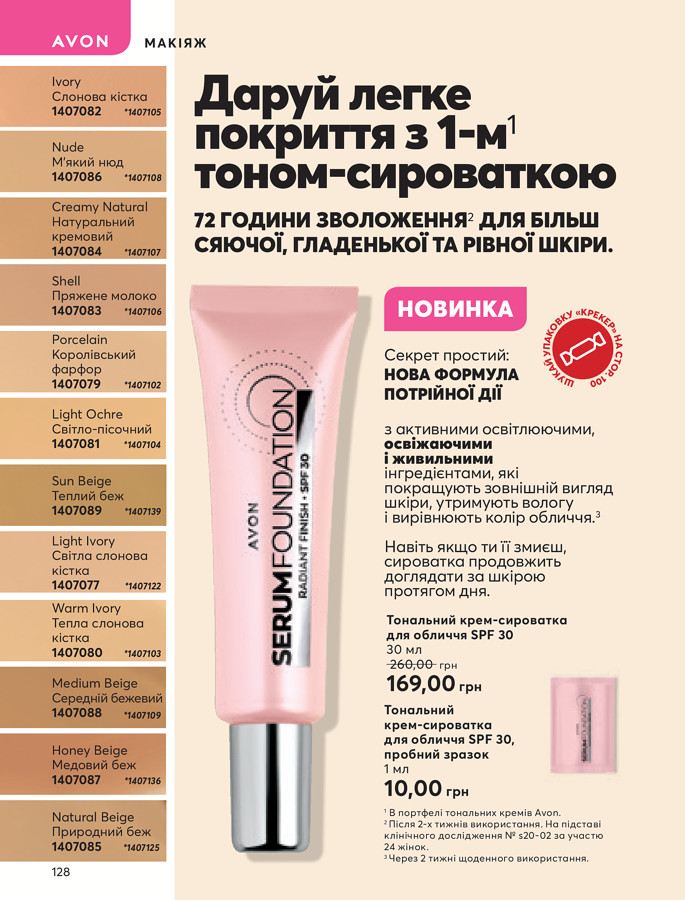 AVON
МАКІЯЖ
Ivory
Слонова кістка
1407082 *1407105
Nude
М'який нюд
1407086 *1407108
Creamy Natural
Натуральний
кремовий
1407084 *1407107
Shell
Пряжене молоко
1407083 *1407106
Porcelain
Королівський
фарфор
1407079 *1407102
Light Ochre
Світло-пісочний
1407081 *1407104
Sun Beige
Теплий беж
1407089 *1407139
Light Ivory
Світла слонова
кістка
1407077 *1407122
Warm Ivory
Тепла слонова
кістка
1407080 *1407103
Medium Beige
Середній бежевий
1407088 *1407109
Honey Beige
Медовий беж
1407087 *1407136
Natural Beige
Природний беж
1407085 *1407125
128
Даруй легке
покриття з 1-м¹
тоном-сироваткою
72 ГОДИНИ ЗВОЛОЖЕННЯ² ДЛЯ БІЛЬШ
СЯЮЧОЇ, ГЛАДЕНЬКОЇ ТА РІВНОЇ ШКІРИ.
AVON
SERUMFOUNDATION
RADIANT FINISH • SPF 30
НОВИНКА
ШУКАЙ УПАКОВКУ «КРЕКЕР» НА СТОР. 100
Секрет простий:
НОВА ФОРМУЛА
ПОТРІЙНОЇ ДІЇ
з активними освітлюючими,
освіжаючими
і живильними
інгредієнтами, які
покращують зовнішній вигляд
шкіри, утримують вологу
і вирівнюють колір обличчя.³
Навіть якщо ти її змиєш,
сироватка продовжить
доглядати за шкірою
протягом дня.
Тональний крем-сироватка
для обличчя SPF 30
30 мл
260,00 грн
169,00 грн
Тональний
крем-сироватка
для обличчя SPF 30,
пробний зразок
1 мл
10,00 грн
SERUMFOUNDATION
¹ В портфелі тональних кремів Avon.
² Після 2-х тижнів використання. На підставі
клінічного дослідження № s20-02 за участю
24 жінок.
³ Через 2 тижні щоденного використання.